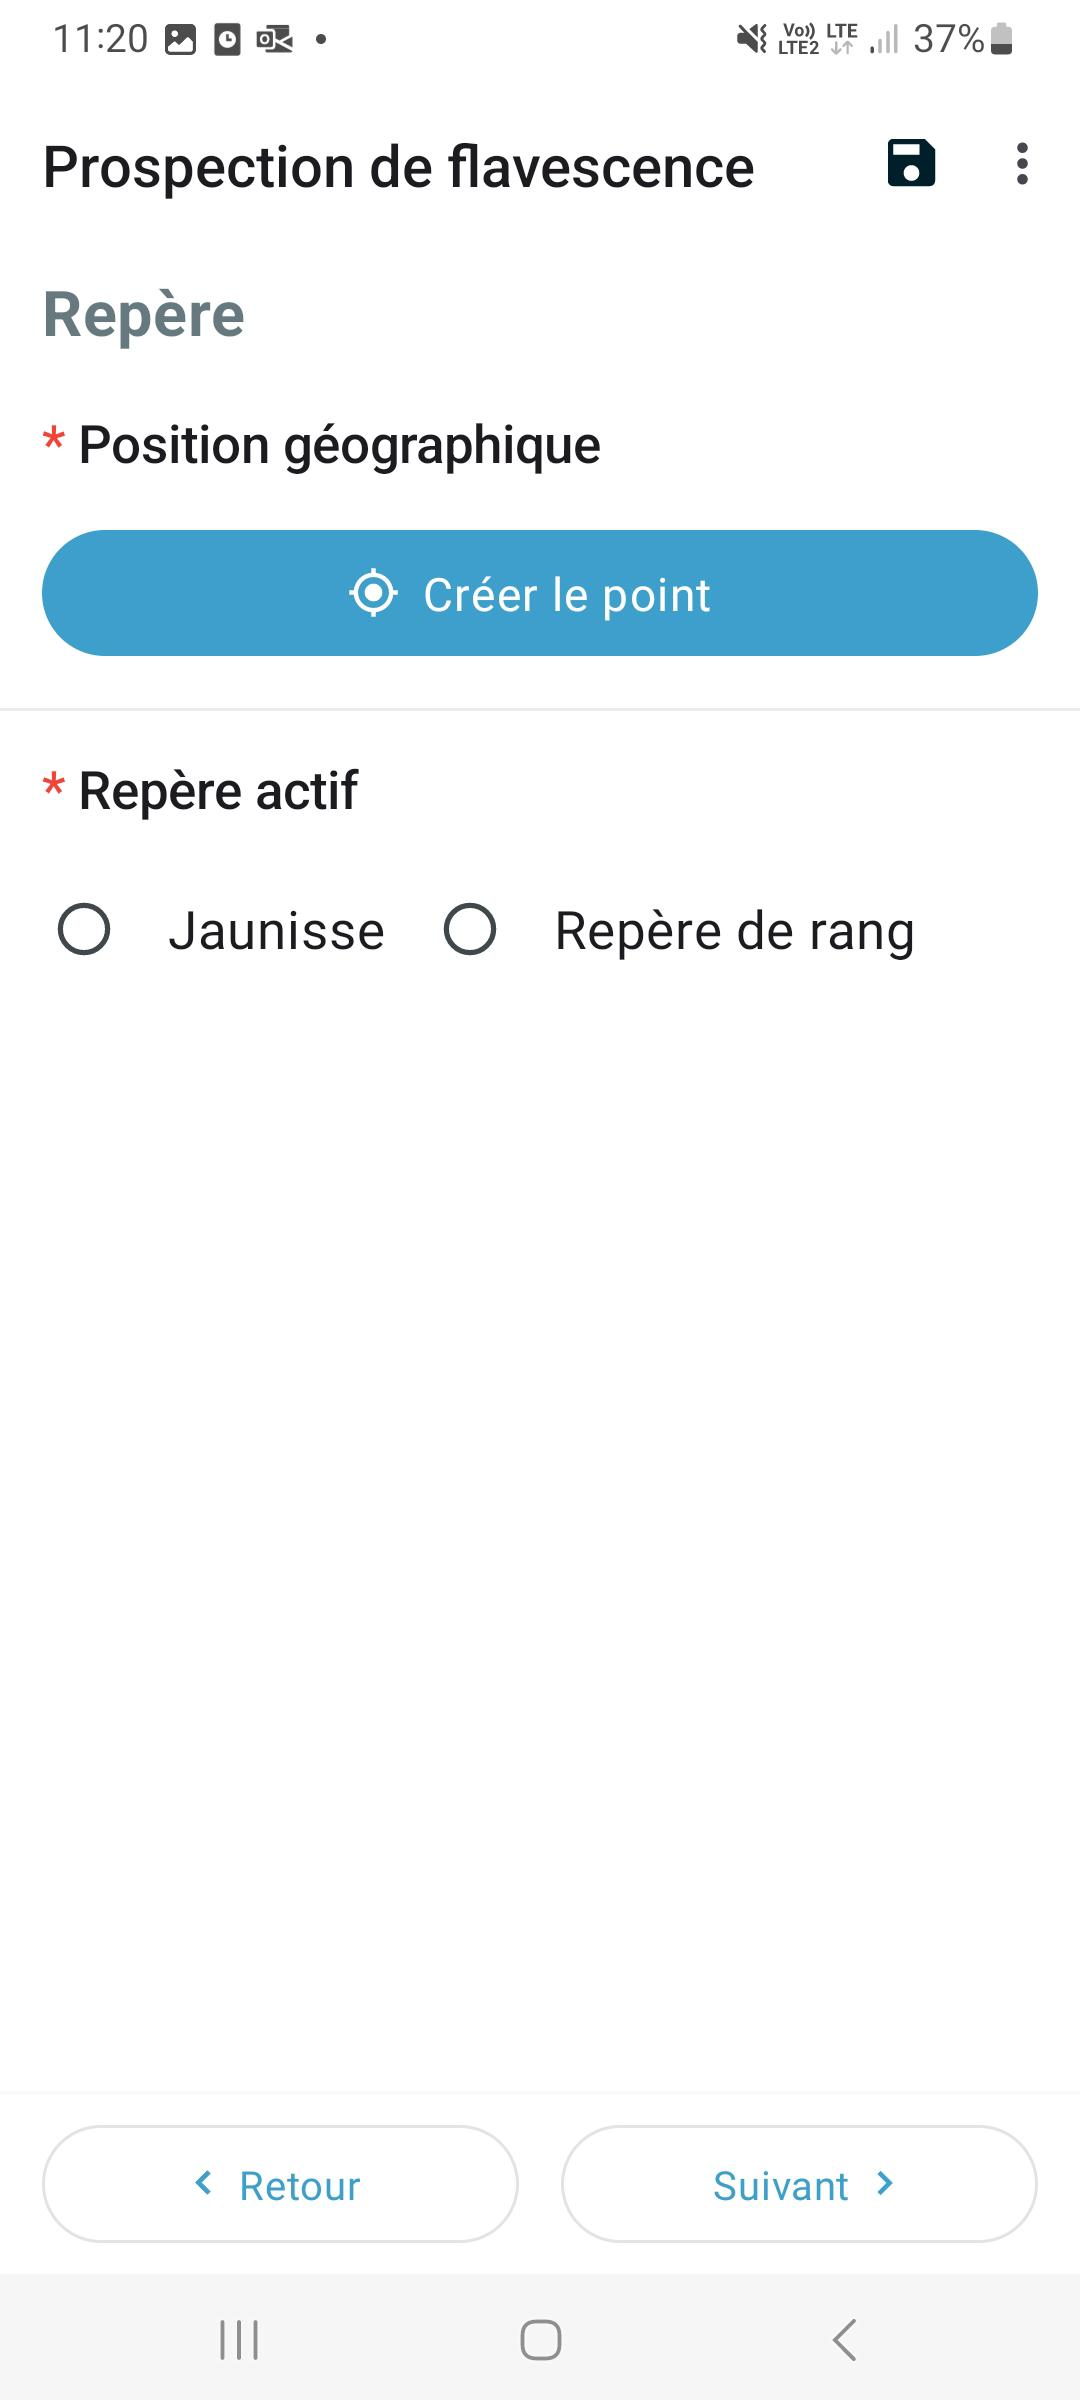 11:20
Vo)) LTE
LTE2
37%
Prospection de flavescence
Repère
* Position géographique
Créer le point
* Repère actif
Jaunisse Repère de rang
Retour Suivant